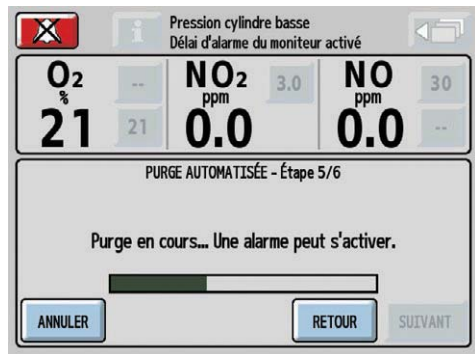 Pression cylindre basse
Délai d'alarme du moniteur activé
O2 % -- NO2 ppm 3.0 NO ppm 30
21 21 0.0 0.0 --
PURGE AUTOMATISÉE - Étape 5/6
Purge en cours... Une alarme peut s'activer.
ANNULER RETOUR SUIVANT